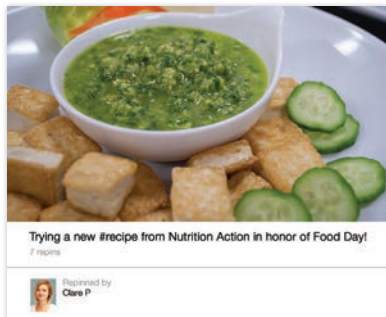 Trying a new #recipe from Nutrition Action in honor of Food Day!
7 repins
Repinned by
Clare P